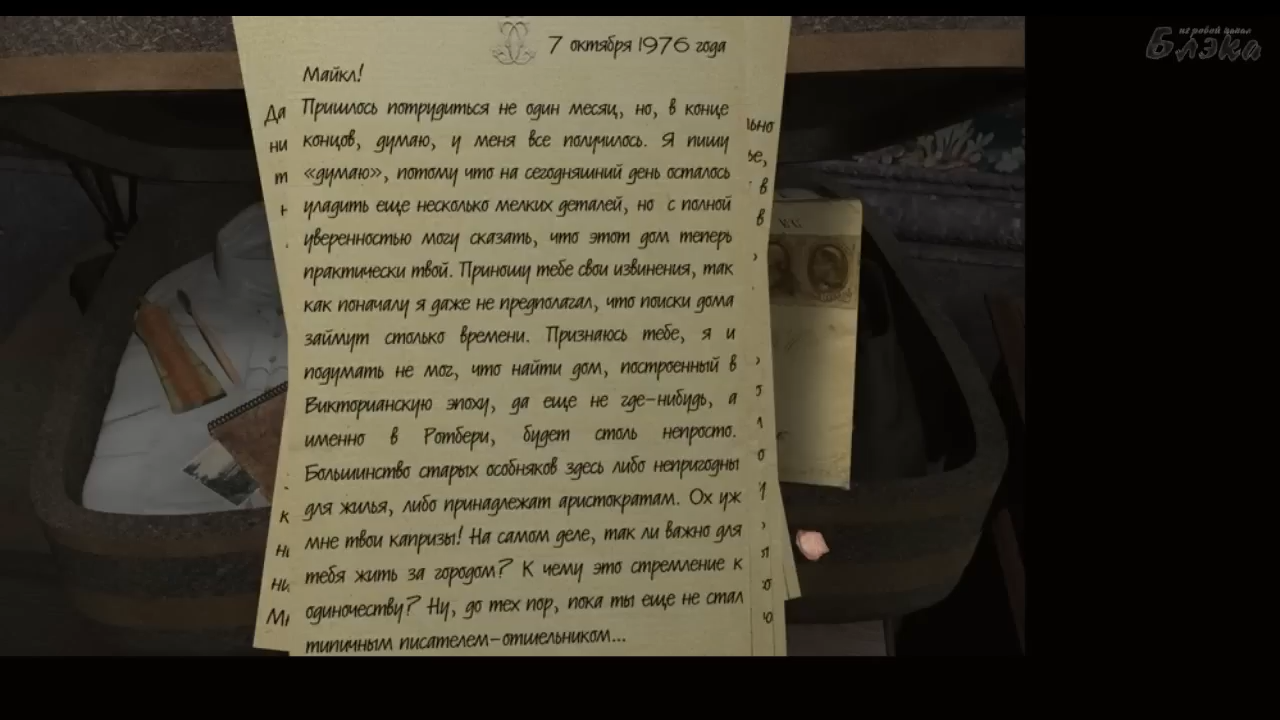 из робой канал
Блэка
7 октября 1976 года
Майкл!
Пришлось потрудиться не один месяц, но, в конце
концов, думаю, у меня все получилось. Я пишу
«думаю», потому что на сегодняшний день осталось
уладить еще несколько мелких деталей, но с полной
уверенностью могу сказать, что этот дом теперь
практически твой. Приношу тебе свои извинения, так
как поначалу я даже не предполагал, что поиски дома
займут столько времени. Признаюсь тебе, я и
подумать не мог, что найти дом, построенный в
Викторианскую эпоху, да еще не где-нибудь, а
именно в Ротбери, будет столь непросто.
Большинство старых особняков здесь либо непригодны
для жилья, либо принадлежат аристократам. Ох уж
мне твои капризы! На самом деле, так ли важно для
тебя жить за городом? К чему это стремление к
одиночеству? Ну, до тех пор, пока ты еще не стал
типичным писателем-отшельником...